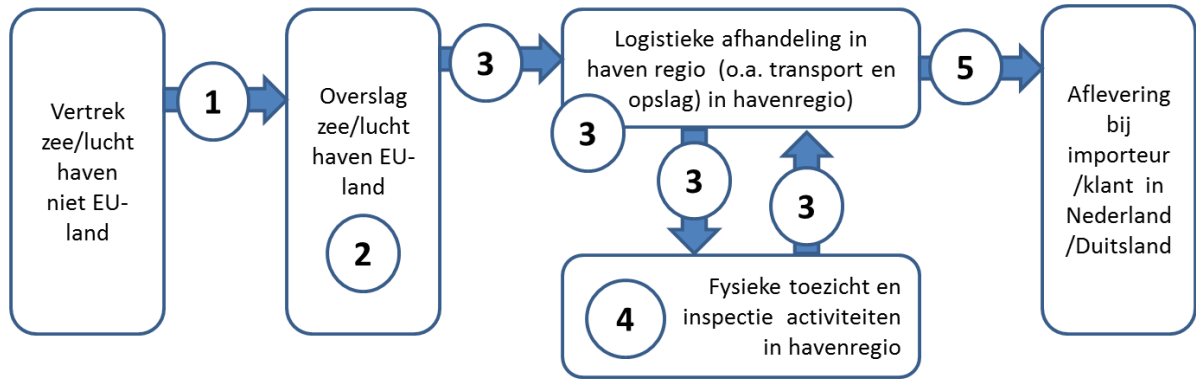 Vertrek
zee/lucht
haven
niet EU-
land
1
Overslag
zee/lucht
haven EU-
land
2
3
Logistieke afhandeling in
haven regio (o.a. transport en
opslag) in havenregio)
3
3
3
4
Fysieke toezicht en
inspectie activiteiten
in havenregio
5
Aflevering
bij
importeur
/klant in
Nederland
/Duitsland